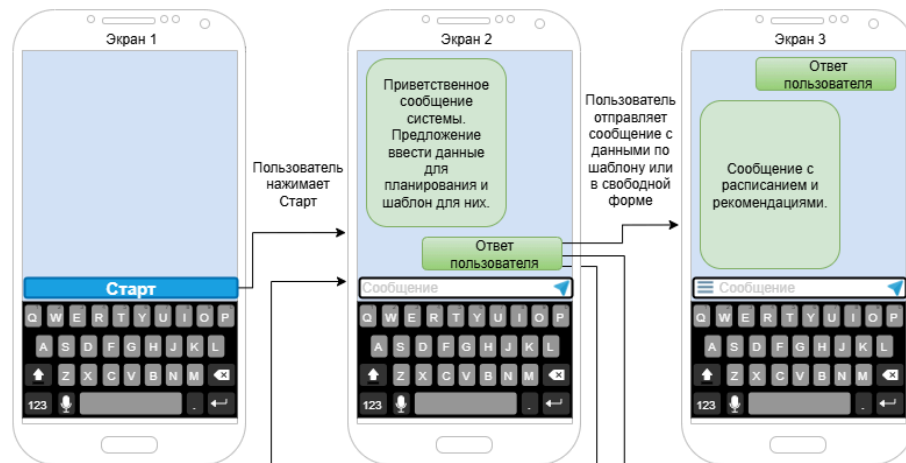 Экран 1
Старт
Q W E R T Y U I O P
A S D F G H J K L
Z X C V B N M
123 .
Пользователь
нажимает
Старт
Экран 2
Приветственное
сообщение
системы.
Предложение
ввести данные
для
планирования и
шаблон для них.
Ответ
пользователя
Сообщение
Q W E R T Y U I O P
A S D F G H J K L
Z X C V B N M
123 .
Пользователь
отправляет
сообщение с
данными по
шаблону или
в свободной
форме
Экран 3
Ответ
пользователя
Сообщение с
расписанием и
рекомендациями.
Сообщение
Q W E R T Y U I O P
A S D F G H J K L
Z X C V B N M
123 .